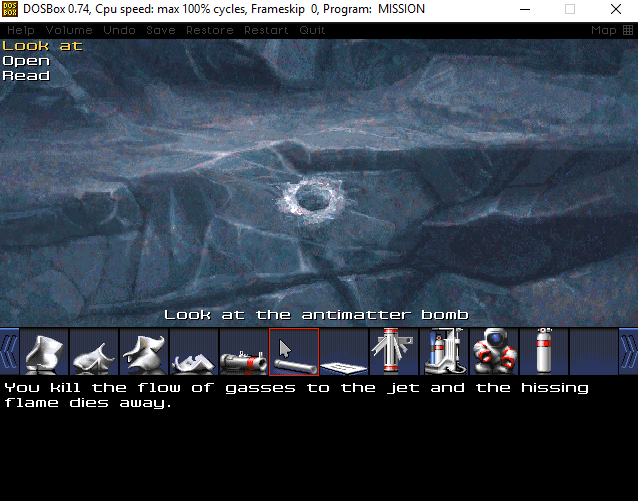 DOS BOX DOSBox 0.74, Cpu speed: max 100% cycles, Frameskip 0, Program: MISSION
Help Volume Undo Save Restore Restart Quit Map
Look at
Open
Read
Look at the antimatter bomb
You kill the flow of gasses to the jet and the hissing
flame dies away.